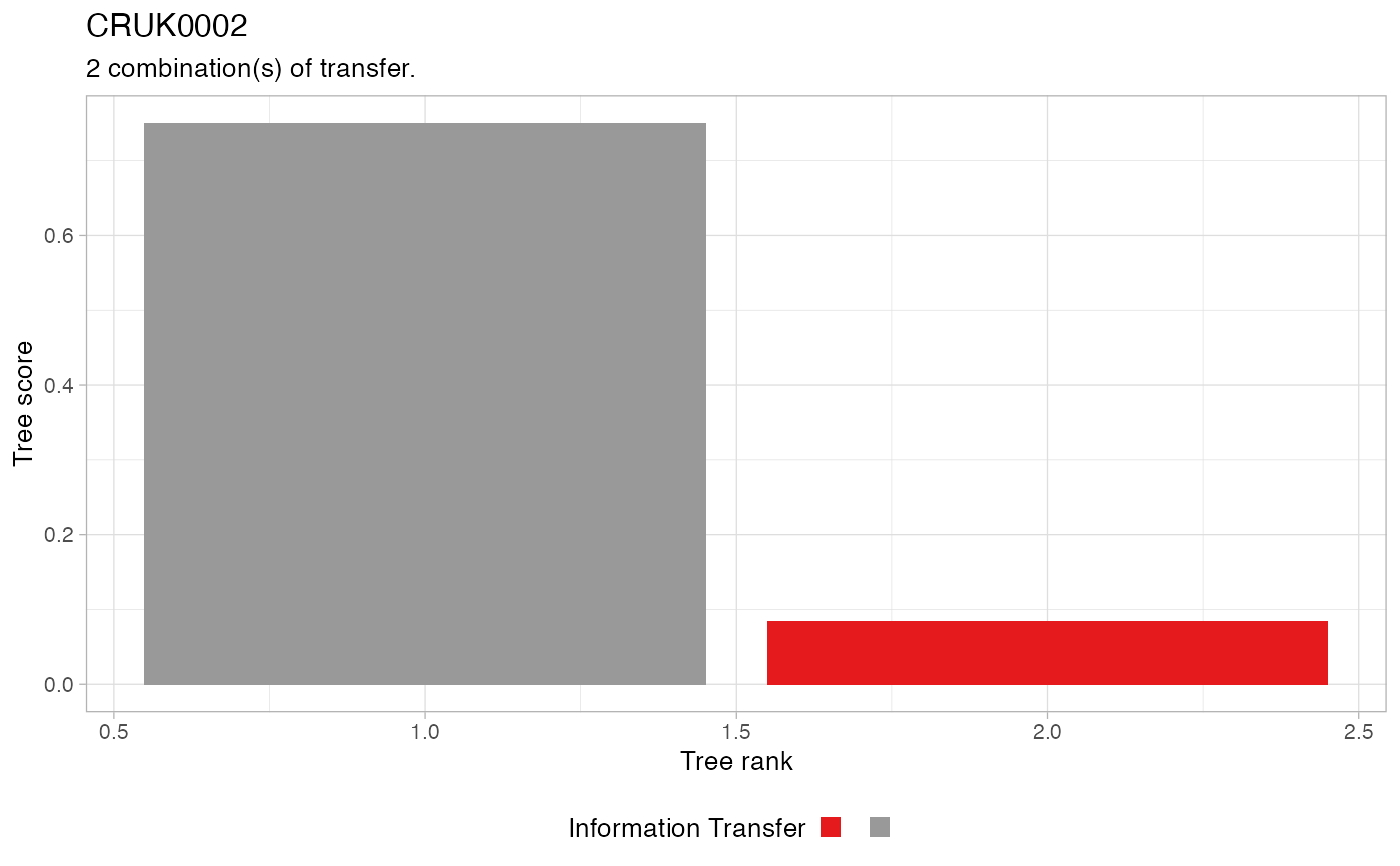 CRUK0002
2 combination(s) of transfer.
Tree score
0.6
0.4
0.2
0.0
0.5 1.0 1.5 2.0 2.5
Tree rank
Information Transfer